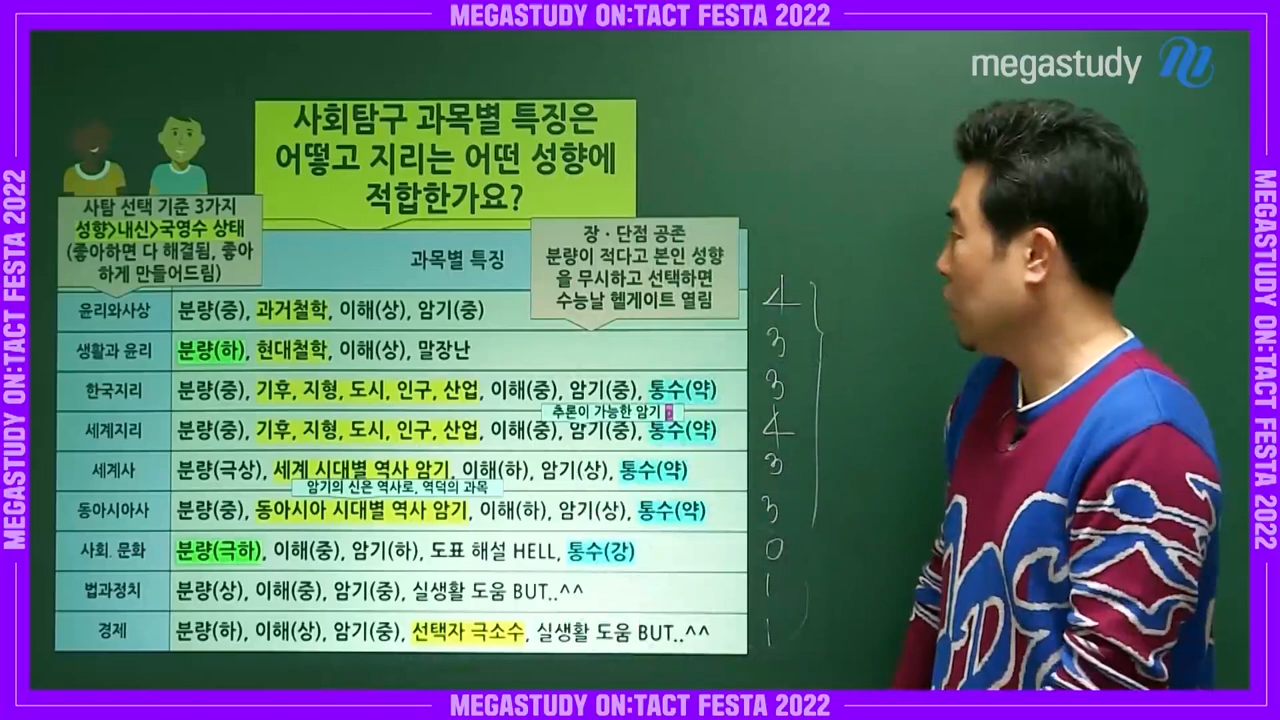 MEGASTUDY ON:TACT FESTA 2022
megastudy
사회탐구 과목별 특징은
어떻고 지리는 어떤 성향에
적합한가요?
사탐 선택 기준 3가지
성향>내신>국영수 상태
(좋아하면 다 해결됨, 좋아
하게 만들어드림)
장·단점 공존
분량이 적다고 본인 성향
을 무시하고 선택하면
수능날 헬게이트 열림
과목별 특징
윤리와사상 분량(중), 과거철학, 이해(상), 암기(중) 4
생활과 윤리 분량(하), 현대철학, 이해(상), 말장난 3
한국지리 분량(중), 기후, 지형, 도시, 인구, 산업, 이해(중), 암기(중), 통수(약) 3
추론이 가능한 암기
세계지리 분량(중), 기후, 지형, 도시, 인구, 산업, 이해(중), 암기(중), 통수(약) 4
세계사 분량(극상), 세계 시대별 역사 암기, 이해(하), 암기(상), 통수(약) 3
암기의 신은 역사로, 역덕의 과목
동아시아사 분량(중), 동아시아 시대별 역사 암기, 이해(하), 암기(상), 통수(약) 3
사회. 문화 분량(극하), 이해(중), 암기(하), 도표 해설 HELL, 통수(강) 0
법과정치 분량(상), 이해(중), 암기(중), 실생활 도움 BUT..^^ 1
경제 분량(하), 이해(상), 암기(중), 선택자 극소수, 실생활 도움 BUT..^^ 1
MEGASTUDY ON:TACT FESTA 2022
MEGASTUDY ON:TACT FESTA 2022
MEGASTUDY ON:TACT FESTA 2022